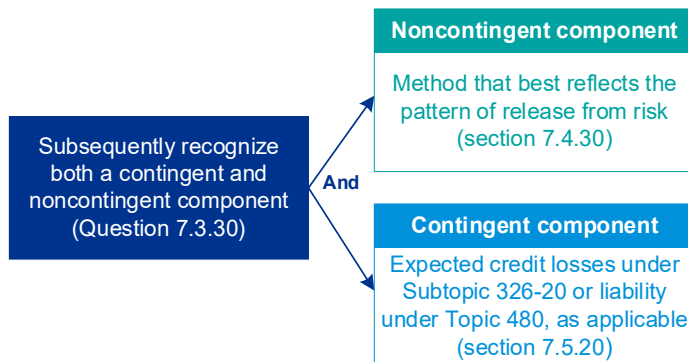 Subsequently recognize
both a contingent and
noncontingent component
(Question 7.3.30)
And
Noncontingent component
Method that best reflects the
pattern of release from risk
(section 7.4.30)
Contingent component
Expected credit losses under
Subtopic 326-20 or liability
under Topic 480, as applicable
(section 7.5.20)